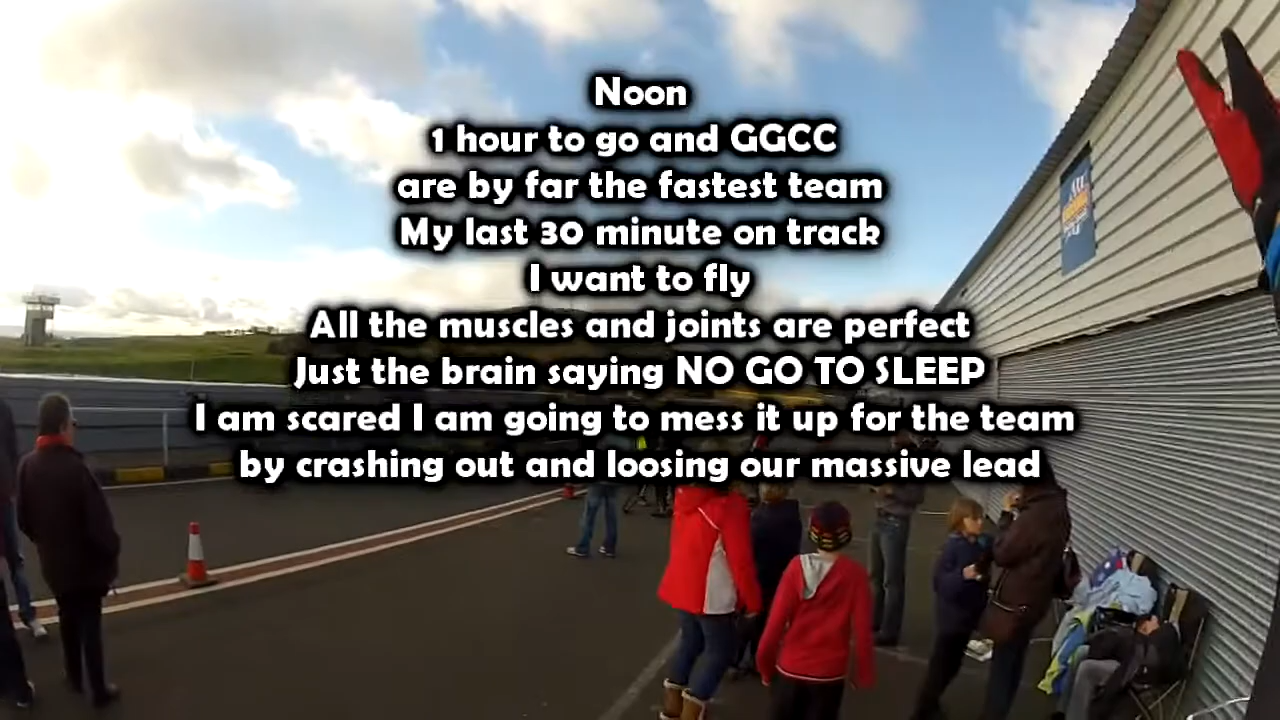 Noon
1 hour to go and GGCC
are by far the fastest team
My last 30 minute on track
I want to fly
All the muscles and joints are perfect
Just the brain saying NO GO TO SLEEP
I am scared I am going to mess it up for the team
by crashing out and loosing our massive lead